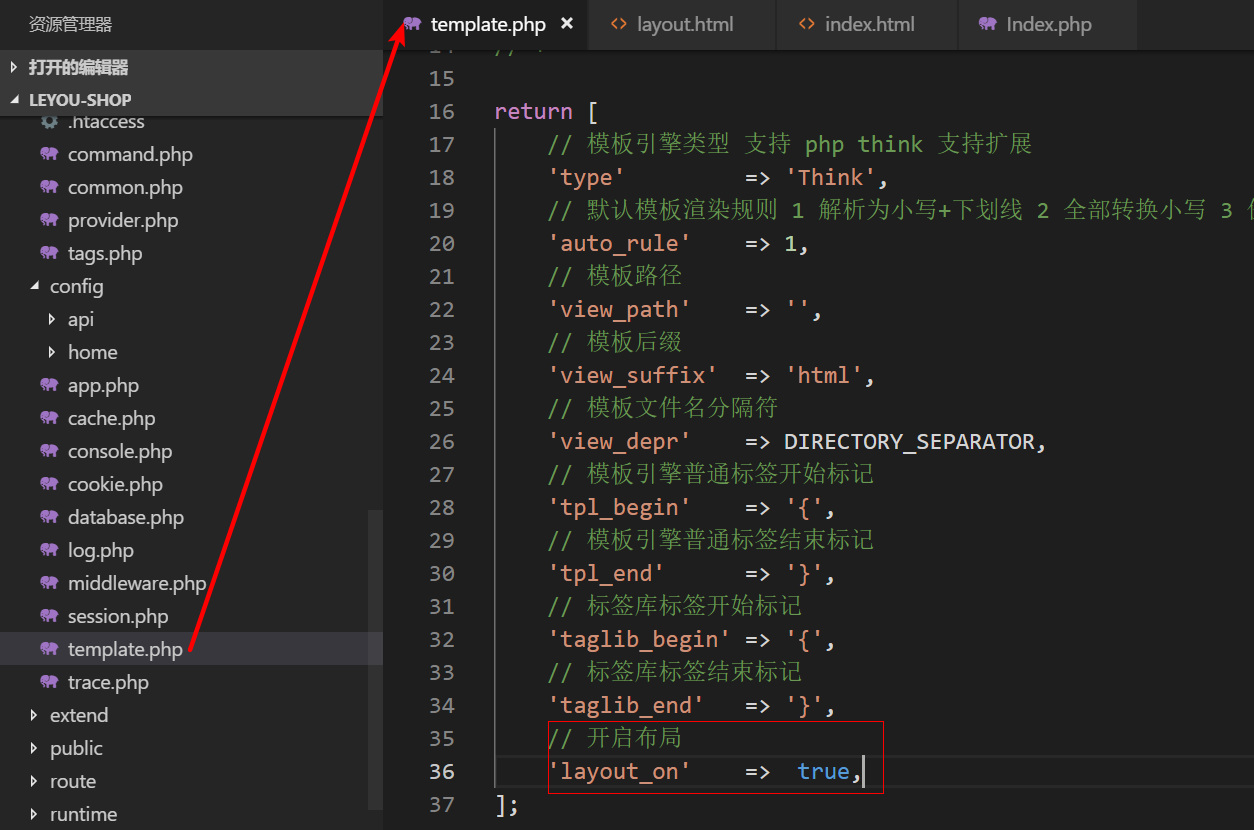 资源管理器
打开的编辑器
LEYOU-SHOP
.htaccess
command.php
common.php
provider.php
tags.php
config
api
home
app.php
cache.php
console.php
cookie.php
database.php
log.php
middleware.php
session.php
template.php
trace.php
extend
public
route
runtime
template.php × layout.html index.html Index.php
15
16 return [
17 // 模板引擎类型 支持 php think 支持扩展
18 'type' => 'Think',
19 // 默认模板渲染规则 1 解析为小写+下划线 2 全部转换小写 3
20 'auto_rule' => 1,
21 // 模板路径
22 'view_path' => '',
23 // 模板后缀
24 'view_suffix' => 'html',
25 // 模板文件名分隔符
26 'view_depr' => DIRECTORY_SEPARATOR,
27 // 模板引擎普通标签开始标记
28 'tpl_begin' => '{',
29 // 模板引擎普通标签结束标记
30 'tpl_end' => '}',
31 // 标签库标签开始标记
32 'taglib_begin' => '{',
33 // 标签库标签结束标记
34 'taglib_end' => '}',
35 // 开启布局
36 'layout_on' => true,
37 ];